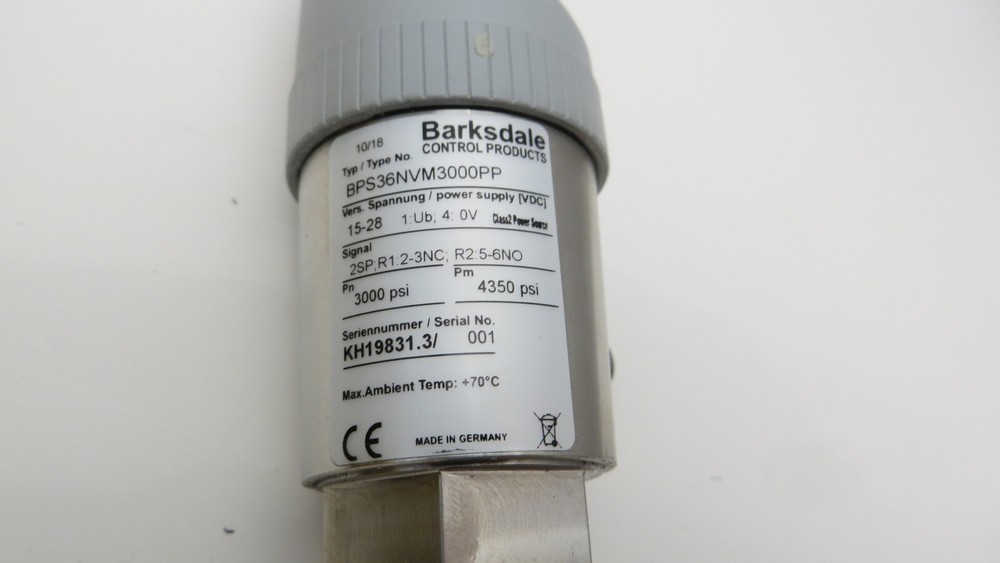 10/18
Barksdale
CONTROL PRODUCTS
Typ / Type No.
BPS36NVM3000PP
Vers. Spannung / power supply [VDC]
15-28 1:Ub; 4: 0V Class2 Power Source
Signal
2SP;R1:2-3NC; R2:5-6NO
Pn 3000 psi
Pm 4350 psi
Seriennummer / Serial No.
KH19831.3/ 001
Max.Ambient Temp: +70°C
CE MADE IN GERMANY